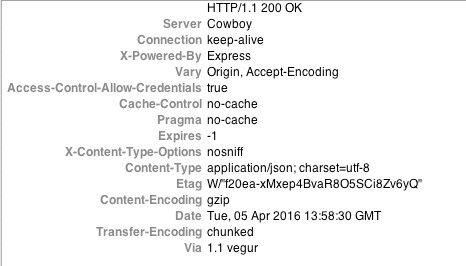 HTTP/1.1 200 OK
Server Cowboy
Connection keep-alive
X-Powered-By Express
Vary Origin, Accept-Encoding
Access-Control-Allow-Credentials true
Cache-Control no-cache
Pragma no-cache
Expires -1
X-Content-Type-Options nosniff
Content-Type application/json; charset=utf-8
Etag W/"f20ea-xMxep4BvaR8O5SCi8Zv6yQ"
Content-Encoding gzip
Date Tue, 05 Apr 2016 13:58:30 GMT
Transfer-Encoding chunked
Via 1.1 vegur